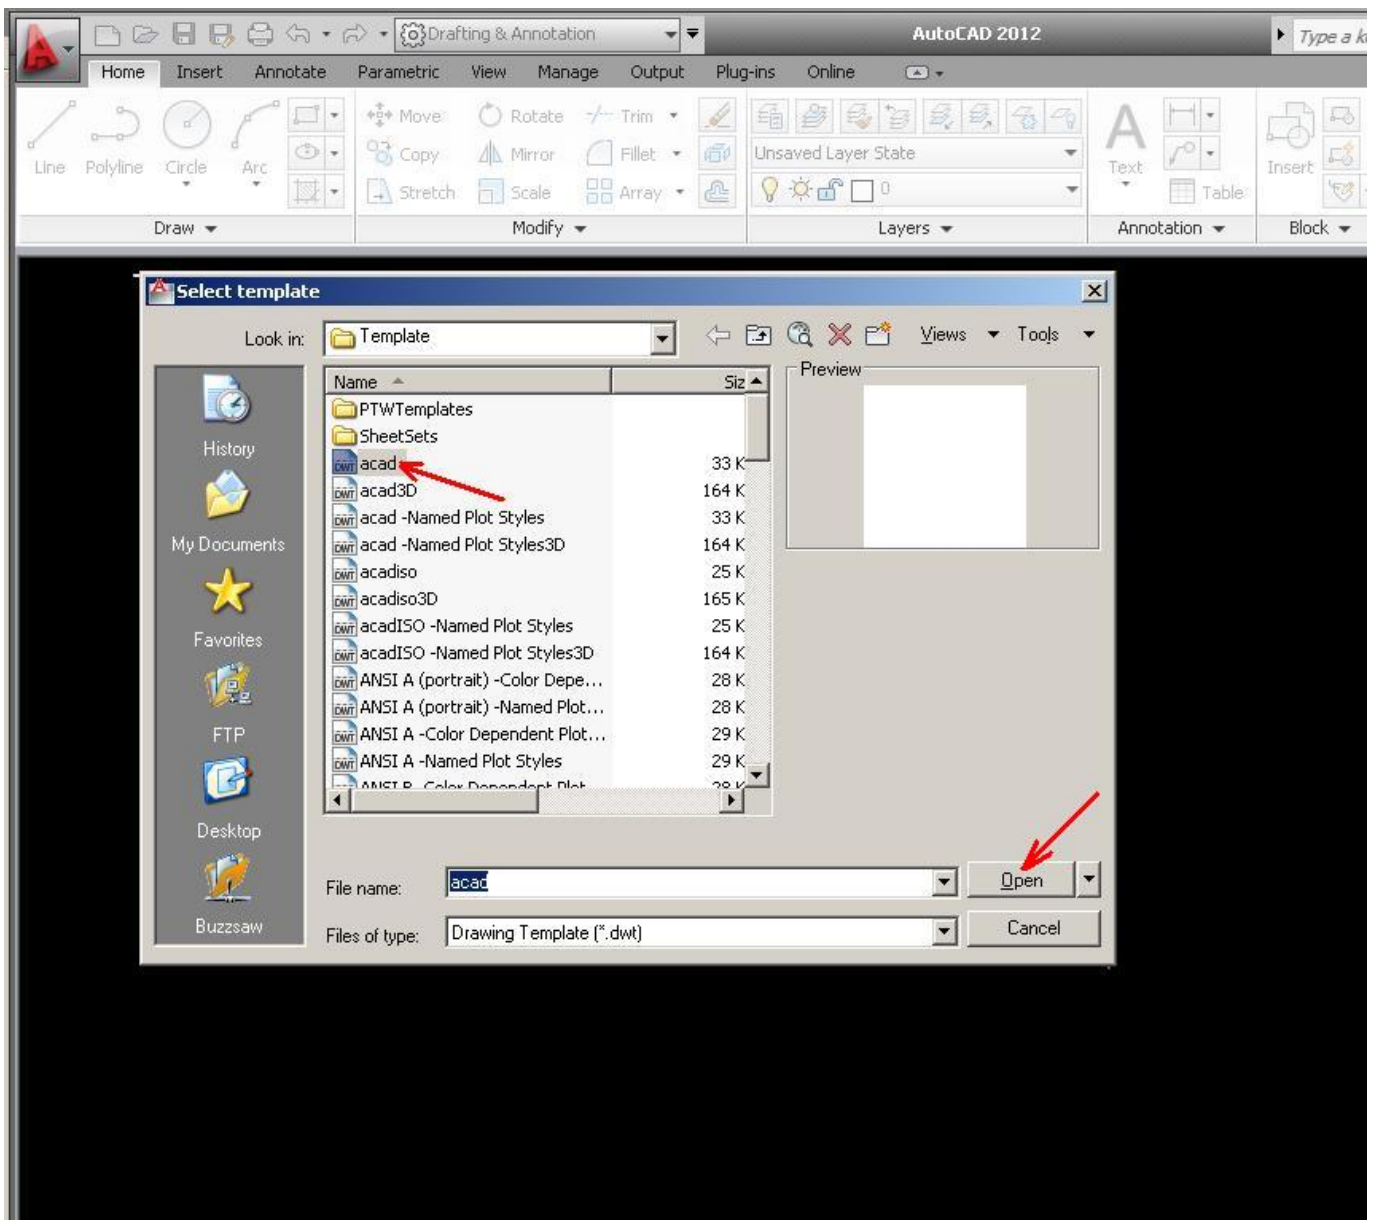 Drafting & Annotation
AutoCAD 2012
Type a k
Home Insert Annotate Parametric View Manage Output Plug-ins Online
Line Polyline Circle Arc
Move Rotate Trim
Copy Mirror Fillet
Stretch Scale Array
Unsaved Layer State
0
Text
Table
Insert
Draw Modify Layers Annotation Block
Select template
Look in: Template
Views Tools
Name Siz
Preview
PTWTemplates
SheetSets
acad 33 K
acad3D 164 K
acad -Named Plot Styles 33 K
acad -Named Plot Styles3D 164 K
acadiso 25 K
acadiso3D 165 K
acadISO -Named Plot Styles 25 K
acadISO -Named Plot Styles3D 164 K
ANSI A (portrait) -Color Depe... 28 K
ANSI A (portrait) -Named Plot... 28 K
ANSI A -Color Dependent Plot... 29 K
ANSI A -Named Plot Styles 29 K
ANSI B -Color Dependent Plot
History
My Documents
Favorites
FTP
Desktop
Buzzsaw
File name: acad Open
Files of type: Drawing Template (*.dwt) Cancel